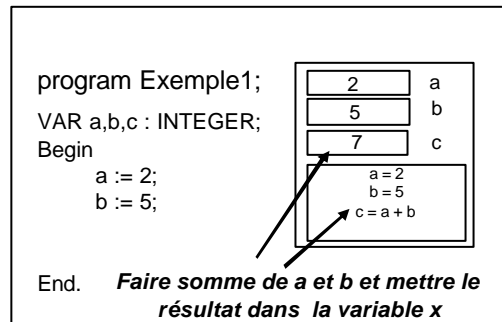 program Exemple1;
VAR a,b,c : INTEGER;
Begin
a := 2;
b := 5;
End.
2 a
5 b
7 c
a = 2
b = 5
c = a + b
Faire somme de a et b et mettre le
résultat dans la variable x